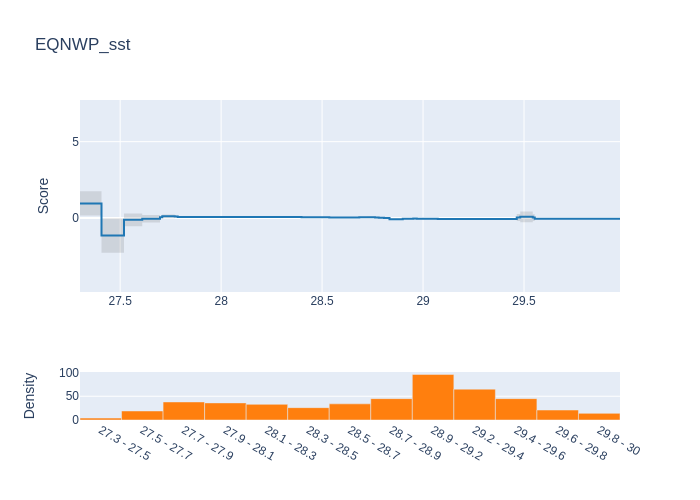 EQNWP_sst
Score
5
0
27.5 28 28.5 29 29.5
Density
100
50
0
27.3 - 27.5
27.5 - 27.7
27.7 - 27.9
27.9 - 28.1
28.1 - 28.3
28.3 - 28.5
28.5 - 28.7
28.7 - 28.9
28.9 - 29.2
29.2 - 29.4
29.4 - 29.6
29.6 - 29.8
29.8 - 30